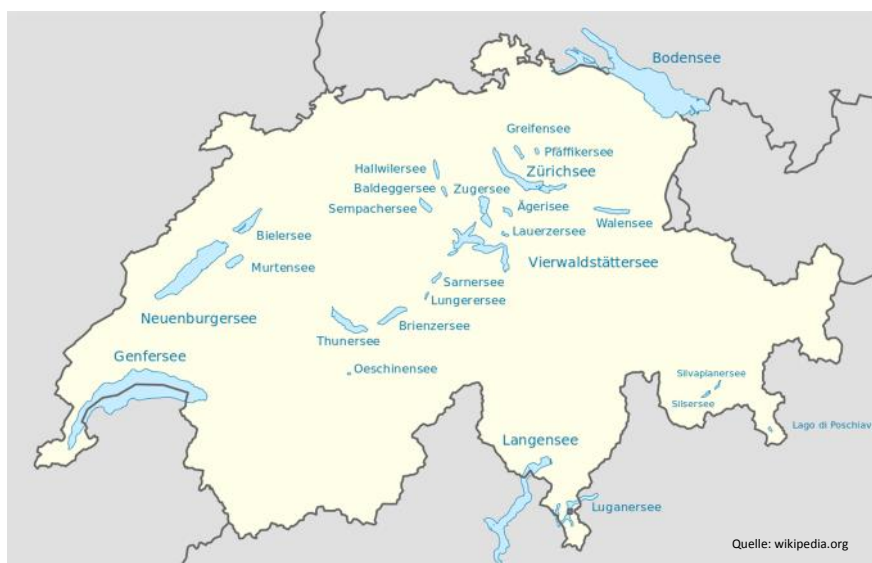 Bodensee
Greifensee
Pfäffikersee
Hallwilersee
Zürichsee
Baldeggersee
Zugersee
Sempachersee
Ägerisee
Walensee
Bielersee
Lauerzersee
Murtensee
Vierwaldstättersee
Sarnersee
Lungerersee
Neuenburgersee
Brienzersee
Thunersee
Genfersee
Oeschinensee
Silvaplanersee
Silsersee
Lago di Poschiav
Langensee
Luganersee
Quelle: wikipedia.org